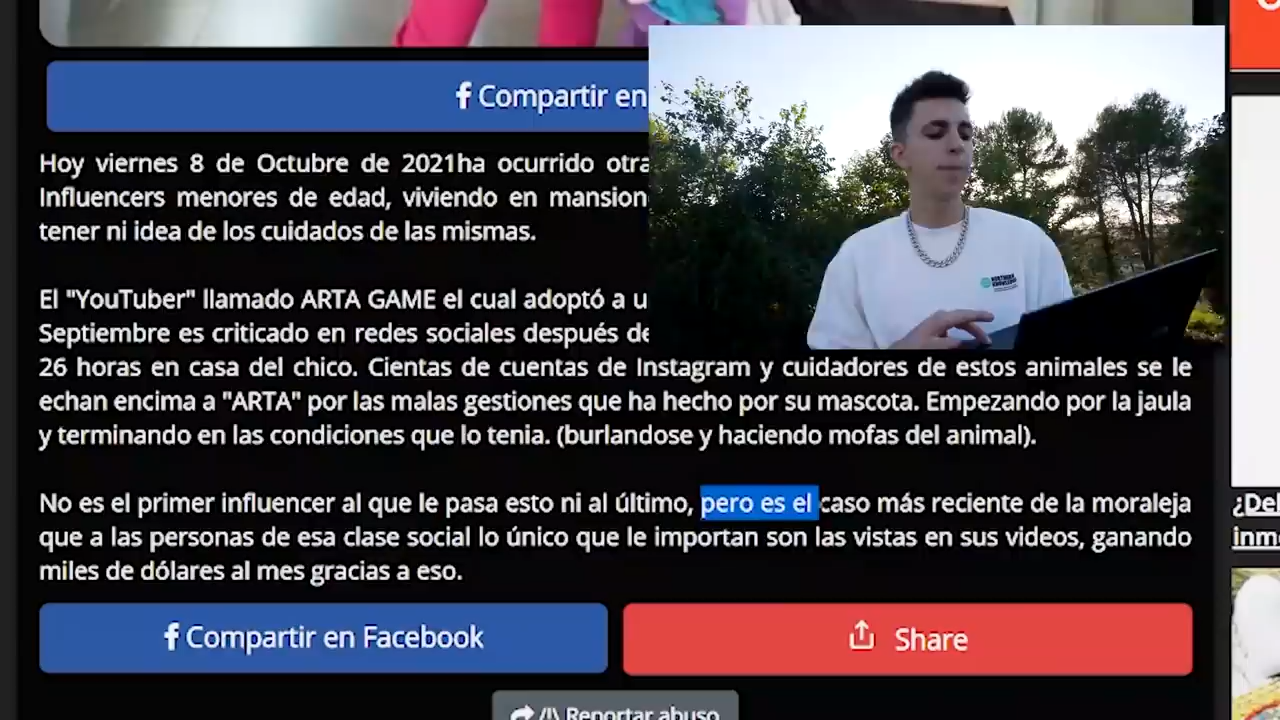 Compartir en
Hoy viernes 8 de Octubre de 2021ha ocurrido otra
Influencers menores de edad, viviendo en mansion
tener ni idea de los cuidados de las mismas.
El "YouTuber" llamado ARTA GAME el cual adoptó a u
Septiembre es criticado en redes sociales después de
26 horas en casa del chico. Cientas de cuentas de Instagram y cuidadores de estos animales se le
echan encima a "ARTA" por las malas gestiones que ha hecho por su mascota. Empezando por la jaula
y terminando en las condiciones que lo tenia. (burlandose y haciendo mofas del animal).
No es el primer influencer al que le pasa esto ni al último, pero es el caso más reciente de la moraleja
que a las personas de esa clase social lo único que le importan son las vistas en sus videos, ganando
miles de dólares al mes gracias a eso.
Compartir en Facebook
Share
Reportar abuso
¿Del
inm